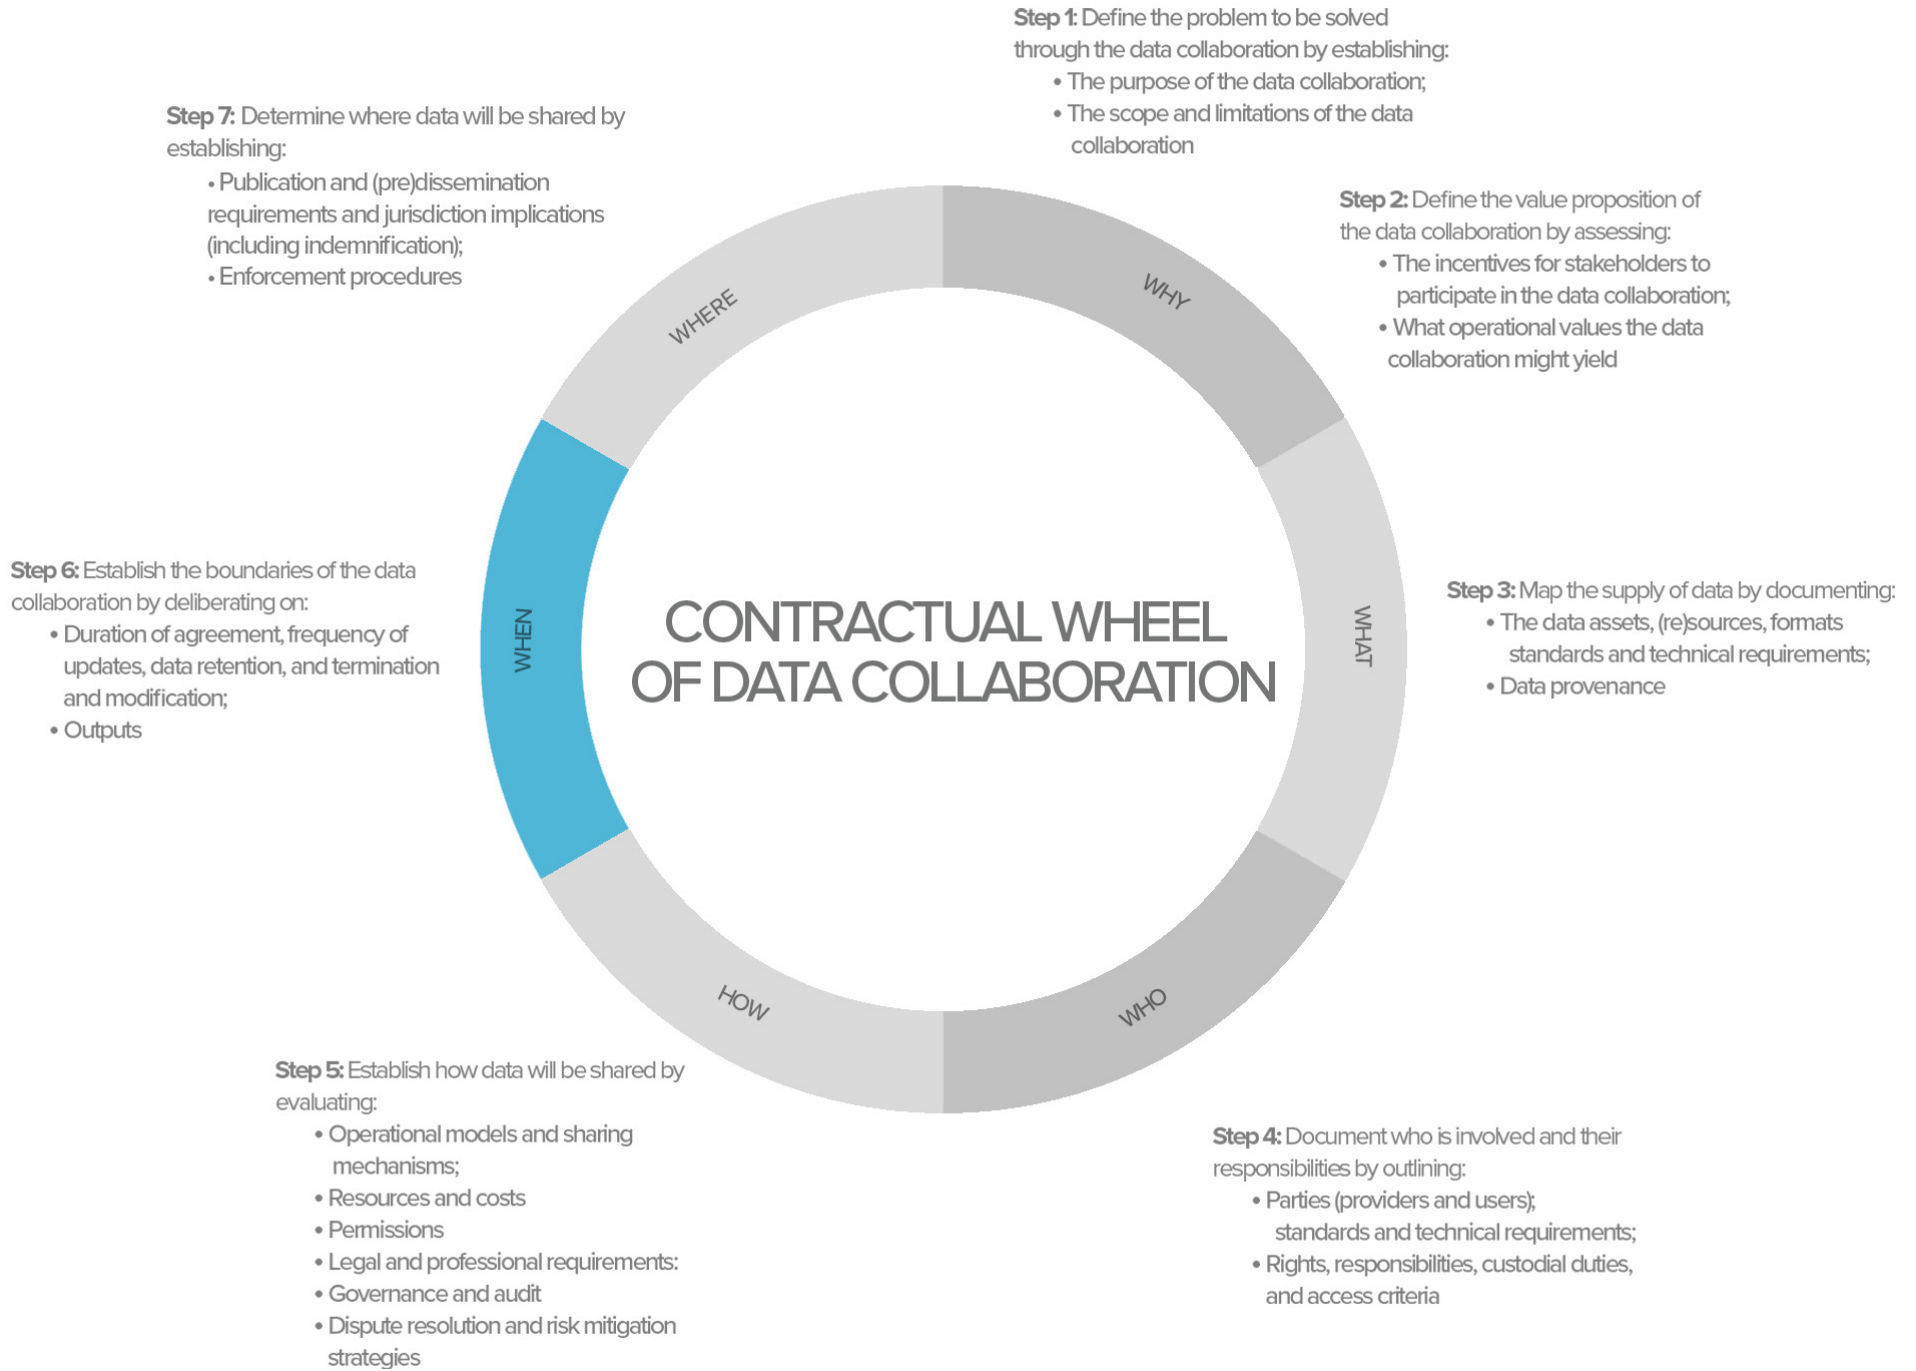 Step 1: Define the problem to be solved
through the data collaboration by establishing:
• The purpose of the data collaboration;
• The scope and limitations of the data
collaboration
Step 2: Define the value proposition of
the data collaboration by assessing:
• The incentives for stakeholders to
participate in the data collaboration;
• What operational values the data
collaboration might yield
Step 3: Map the supply of data by documenting:
• The data assets, (re)sources, formats
standards and technical requirements;
• Data provenance
Step 4: Document who is involved and their
responsibilities by outlining:
• Parties (providers and users);
standards and technical requirements;
• Rights, responsibilities, custodial duties,
and access criteria
Step 5: Establish how data will be shared by
evaluating:
• Operational models and sharing
mechanisms;
• Resources and costs
• Permissions
• Legal and professional requirements:
• Governance and audit
• Dispute resolution and risk mitigation
strategies
Step 6: Establish the boundaries of the data
collaboration by deliberating on:
• Duration of agreement, frequency of
updates, data retention, and termination
and modification;
• Outputs
Step 7: Determine where data will be shared by
establishing:
• Publication and (pre)dissemination
requirements and jurisdiction implications
(including indemnification);
• Enforcement procedures
WHY
WHAT
WHO
HOW
WHEN
WHERE
CONTRACTUAL WHEEL
OF DATA COLLABORATION